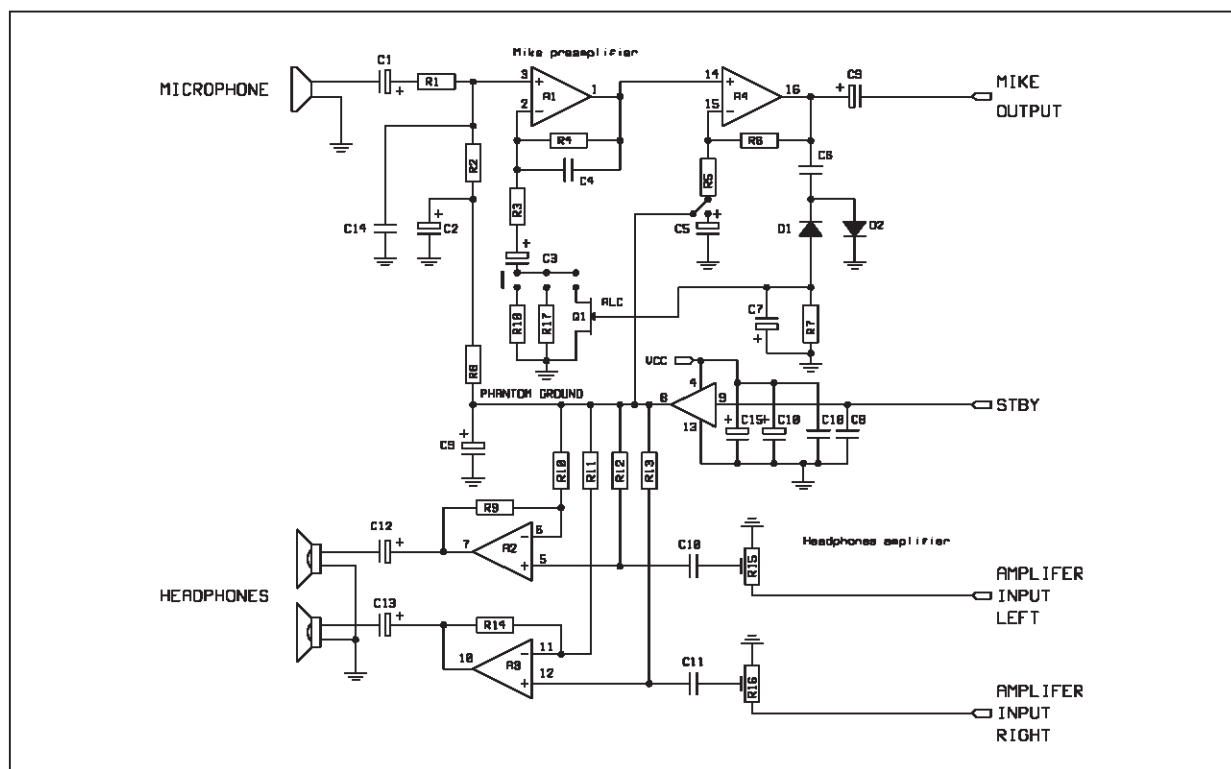 Mike preamplifier
MICROPHONE
C1
+
R1
3
+
A1
1
2
-
14
+
A4
16
15
-
C9
+
MIKE
OUTPUT
R4
C4
R6
C6
R2
R3
R5
C14
+
C2
+
C3
+
C5
D1
D2
ALC
R18
R17
Q1
C7
+
R7
VCC
R8
PHANTOM GROUND
4
8
9
13
STBY
+
C15
+
C10
C8
C9
+
R10
R11
R12
R13
R9
C12
+
7
6
-
A2
5
+
C10
R15
Headphones amplifier
HEADPHONES
AMPLIFER
INPUT
LEFT
C13
+
R14
10
11
-
A3
12
+
C11
R16
AMPLIFER
INPUT
RIGHT